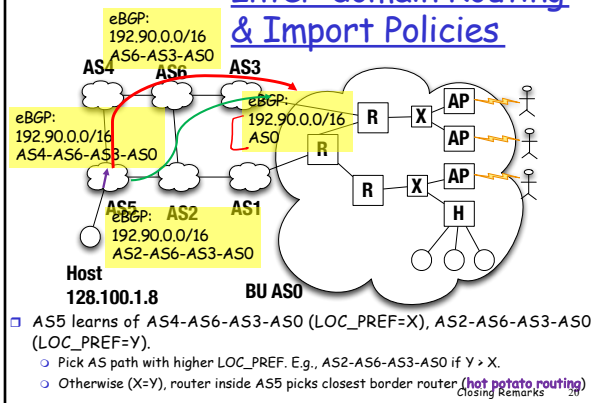 Inter-domain Routing
& Import Policies
eBGP:
192.90.0.0/16
AS6-AS3-AS0
AS4
AS6
AS3
eBGP:
192.90.0.0/16
AS4-AS6-AS3-AS0
eBGP:
192.90.0.0/16
AS0
R
X
AP
AP
R
R
X
AP
H
AS5
AS2
AS1
eBGP:
192.90.0.0/16
AS2-AS6-AS3-AS0
Host
128.100.1.8
BU AS0
AS5 learns of AS4-AS6-AS3-AS0 (LOC_PREF=X), AS2-AS6-AS3-AS0
(LOC_PREF=Y).
Pick AS path with higher LOC_PREF. E.g., AS2-AS6-AS3-AS0 if Y > X.
Otherwise (X=Y), router inside AS5 picks closest border router (hot potato routing)
Closing Remarks 20